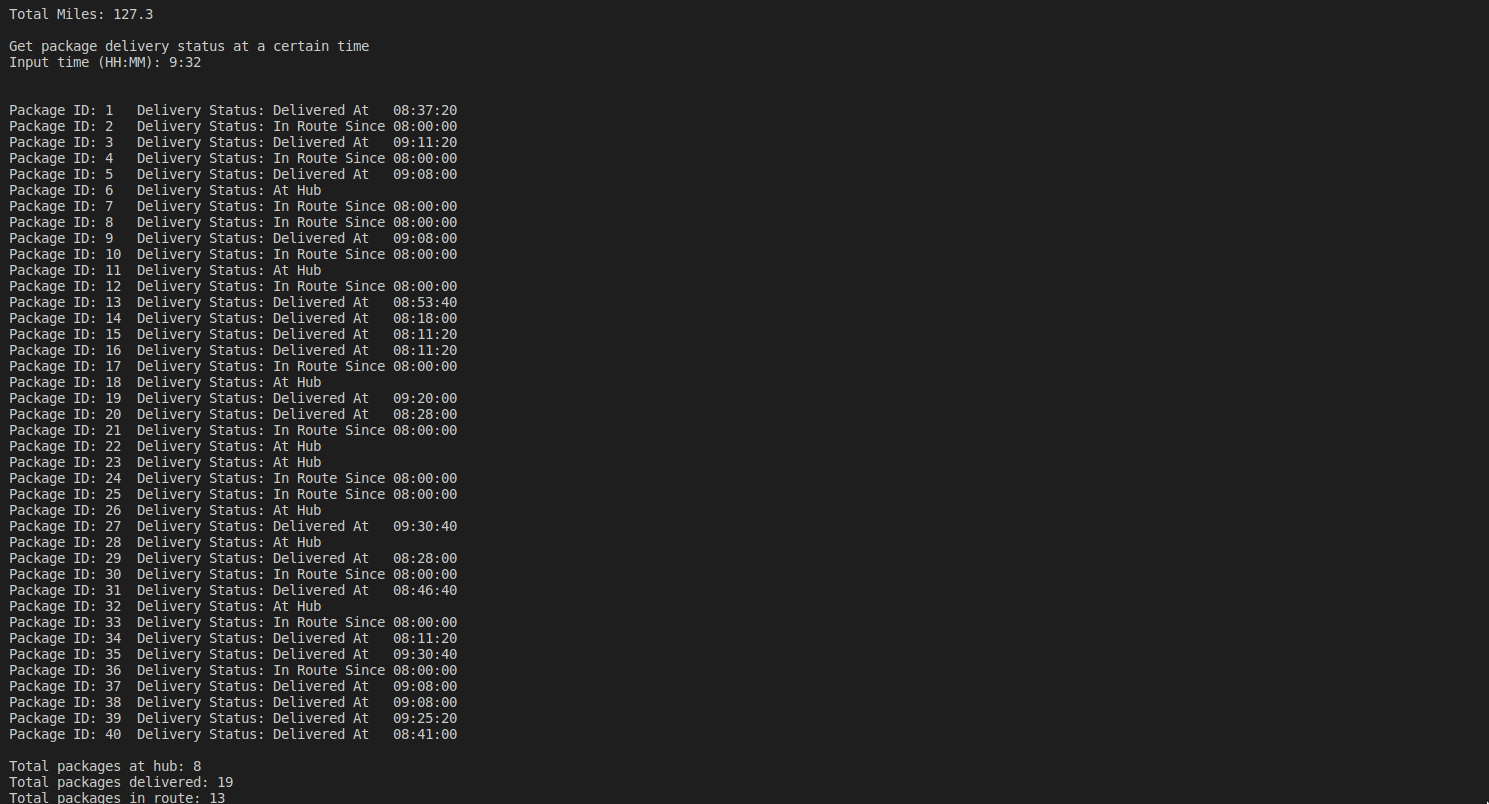 Total Miles: 127.3
Get package delivery status at a certain time
Input time (HH:MM): 9:32
Package ID: 1   Delivery Status: Delivered At   08:37:20
Package ID: 2   Delivery Status: In Route Since 08:00:00
Package ID: 3   Delivery Status: Delivered At   09:11:20
Package ID: 4   Delivery Status: In Route Since 08:00:00
Package ID: 5   Delivery Status: Delivered At   09:08:00
Package ID: 6   Delivery Status: At Hub
Package ID: 7   Delivery Status: In Route Since 08:00:00
Package ID: 8   Delivery Status: In Route Since 08:00:00
Package ID: 9   Delivery Status: Delivered At   09:08:00
Package ID: 10  Delivery Status: In Route Since 08:00:00
Package ID: 11  Delivery Status: At Hub
Package ID: 12  Delivery Status: In Route Since 08:00:00
Package ID: 13  Delivery Status: Delivered At   08:53:40
Package ID: 14  Delivery Status: Delivered At   08:18:00
Package ID: 15  Delivery Status: Delivered At   08:11:20
Package ID: 16  Delivery Status: Delivered At   08:11:20
Package ID: 17  Delivery Status: In Route Since 08:00:00
Package ID: 18  Delivery Status: At Hub
Package ID: 19  Delivery Status: Delivered At   09:20:00
Package ID: 20  Delivery Status: Delivered At   08:28:00
Package ID: 21  Delivery Status: In Route Since 08:00:00
Package ID: 22  Delivery Status: At Hub
Package ID: 23  Delivery Status: At Hub
Package ID: 24  Delivery Status: In Route Since 08:00:00
Package ID: 25  Delivery Status: In Route Since 08:00:00
Package ID: 26  Delivery Status: At Hub
Package ID: 27  Delivery Status: Delivered At   09:30:40
Package ID: 28  Delivery Status: At Hub
Package ID: 29  Delivery Status: Delivered At   08:28:00
Package ID: 30  Delivery Status: In Route Since 08:00:00
Package ID: 31  Delivery Status: Delivered At   08:46:40
Package ID: 32  Delivery Status: At Hub
Package ID: 33  Delivery Status: In Route Since 08:00:00
Package ID: 34  Delivery Status: Delivered At   08:11:20
Package ID: 35  Delivery Status: Delivered At   09:30:40
Package ID: 36  Delivery Status: In Route Since 08:00:00
Package ID: 37  Delivery Status: Delivered At   09:08:00
Package ID: 38  Delivery Status: Delivered At   09:08:00
Package ID: 39  Delivery Status: Delivered At   09:25:20
Package ID: 40  Delivery Status: Delivered At   08:41:00
Total packages at hub: 8
Total packages delivered: 19
Total packages in route: 13